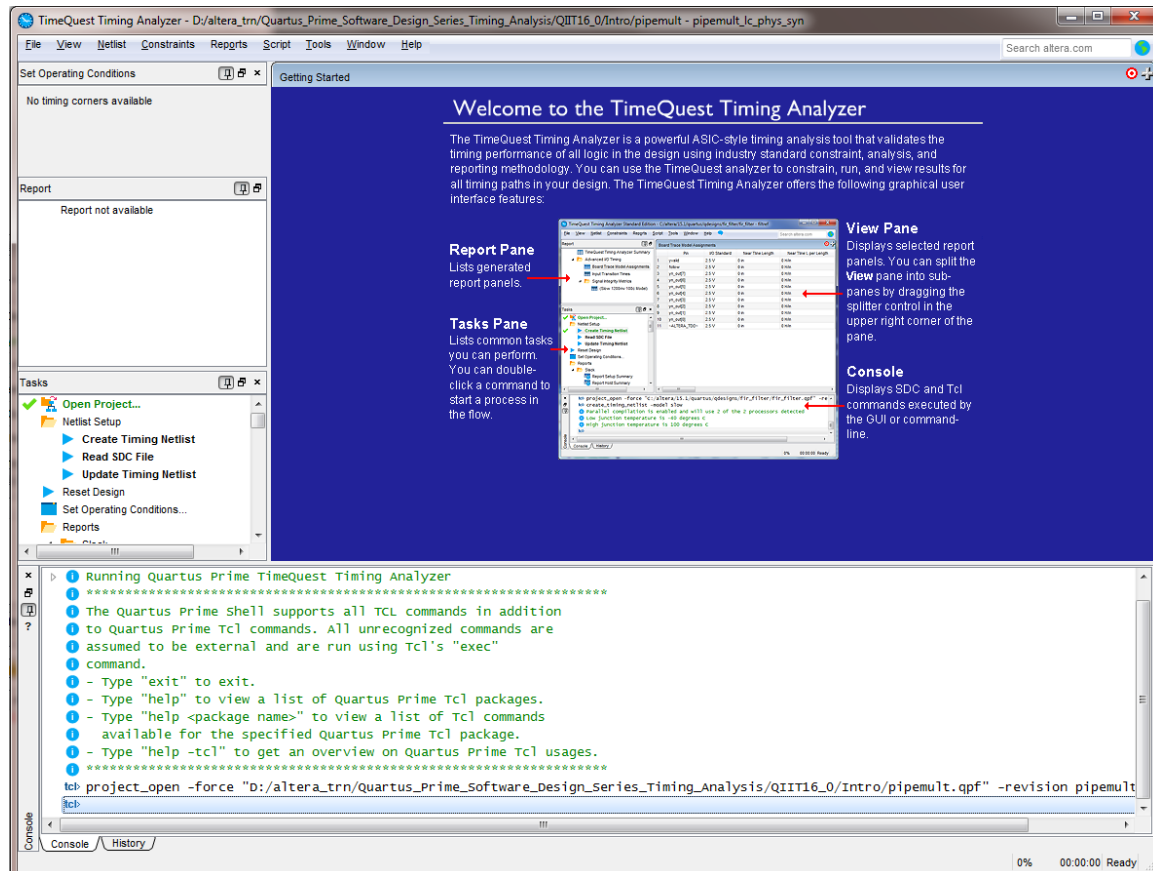 TimeQuest Timing Analyzer - D:/altera_trn/Quartus_Prime_Software_Design_Series_Timing_Analysis/QIIT16_0/Intro/pipemult - pipemult_lc_phys_syn
File View Netlist Constraints Reports Script Tools Window Help
Search altera.com
Set Operating Conditions
No timing corners available
Report
Report not available
Tasks
Open Project...
Netlist Setup
Create Timing Netlist
Read SDC File
Update Timing Netlist
Reset Design
Set Operating Conditions...
Reports
Getting Started
Welcome to the TimeQuest Timing Analyzer
The TimeQuest Timing Analyzer is a powerful ASIC-style timing analysis tool that validates the
timing performance of all logic in the design using industry standard constraint, analysis, and
reporting methodology. You can use the TimeQuest analyzer to constrain, run, and view results for
all timing paths in your design. The TimeQuest Timing Analyzer offers the following graphical user
interface features:
Report Pane
Lists generated
report panels.
Tasks Pane
Lists common tasks
you can perform.
You can double-
click a command to
start a process in
the flow.
View Pane
Displays selected report
panels. You can split the
View pane into sub-
panes by dragging the
splitter control in the
upper right corner of the
pane.
Console
Displays SDC and Tcl
commands executed by
the GUI or command-
line.
Running Quartus Prime TimeQuest Timing Analyzer
*******************************************************************
The Quartus Prime Shell supports all TCL commands in addition
to Quartus Prime Tcl commands. All unrecognized commands are
assumed to be external and are run using Tcl's "exec"
command.
- Type "exit" to exit.
- Type "help" to view a list of Quartus Prime Tcl packages.
- Type "help <package name>" to view a list of Tcl commands
available for the specified Quartus Prime Tcl package.
- Type "help -tcl" to get an overview on Quartus Prime Tcl usages.
*******************************************************************
tcl> project_open -force "D:/altera_trn/Quartus_Prime_Software_Design_Series_Timing_Analysis/QIIT16_0/Intro/pipemult.qpf" -revision pipemult
tcl>
Console
Console History
0% 00:00:00 Ready